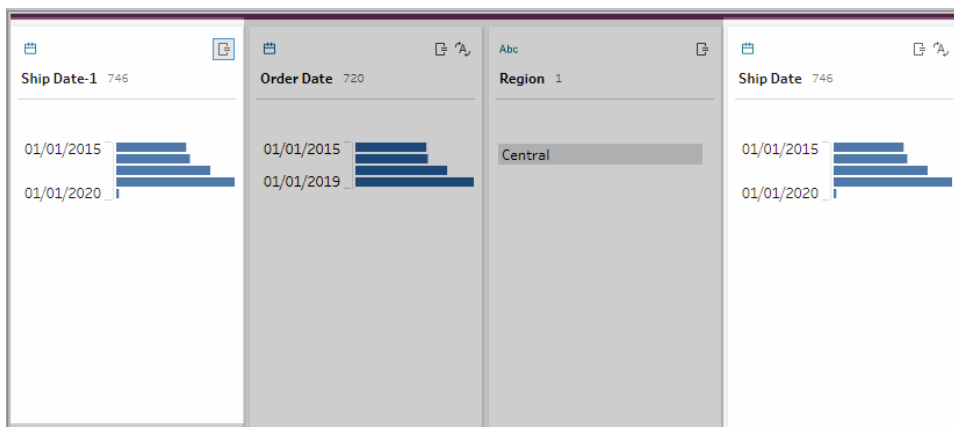 Ship Date-1 746
01/01/2015
01/01/2020
Order Date 720
01/01/2015
01/01/2019
Abc
Region 1
Central
Ship Date 746
01/01/2015
01/01/2020